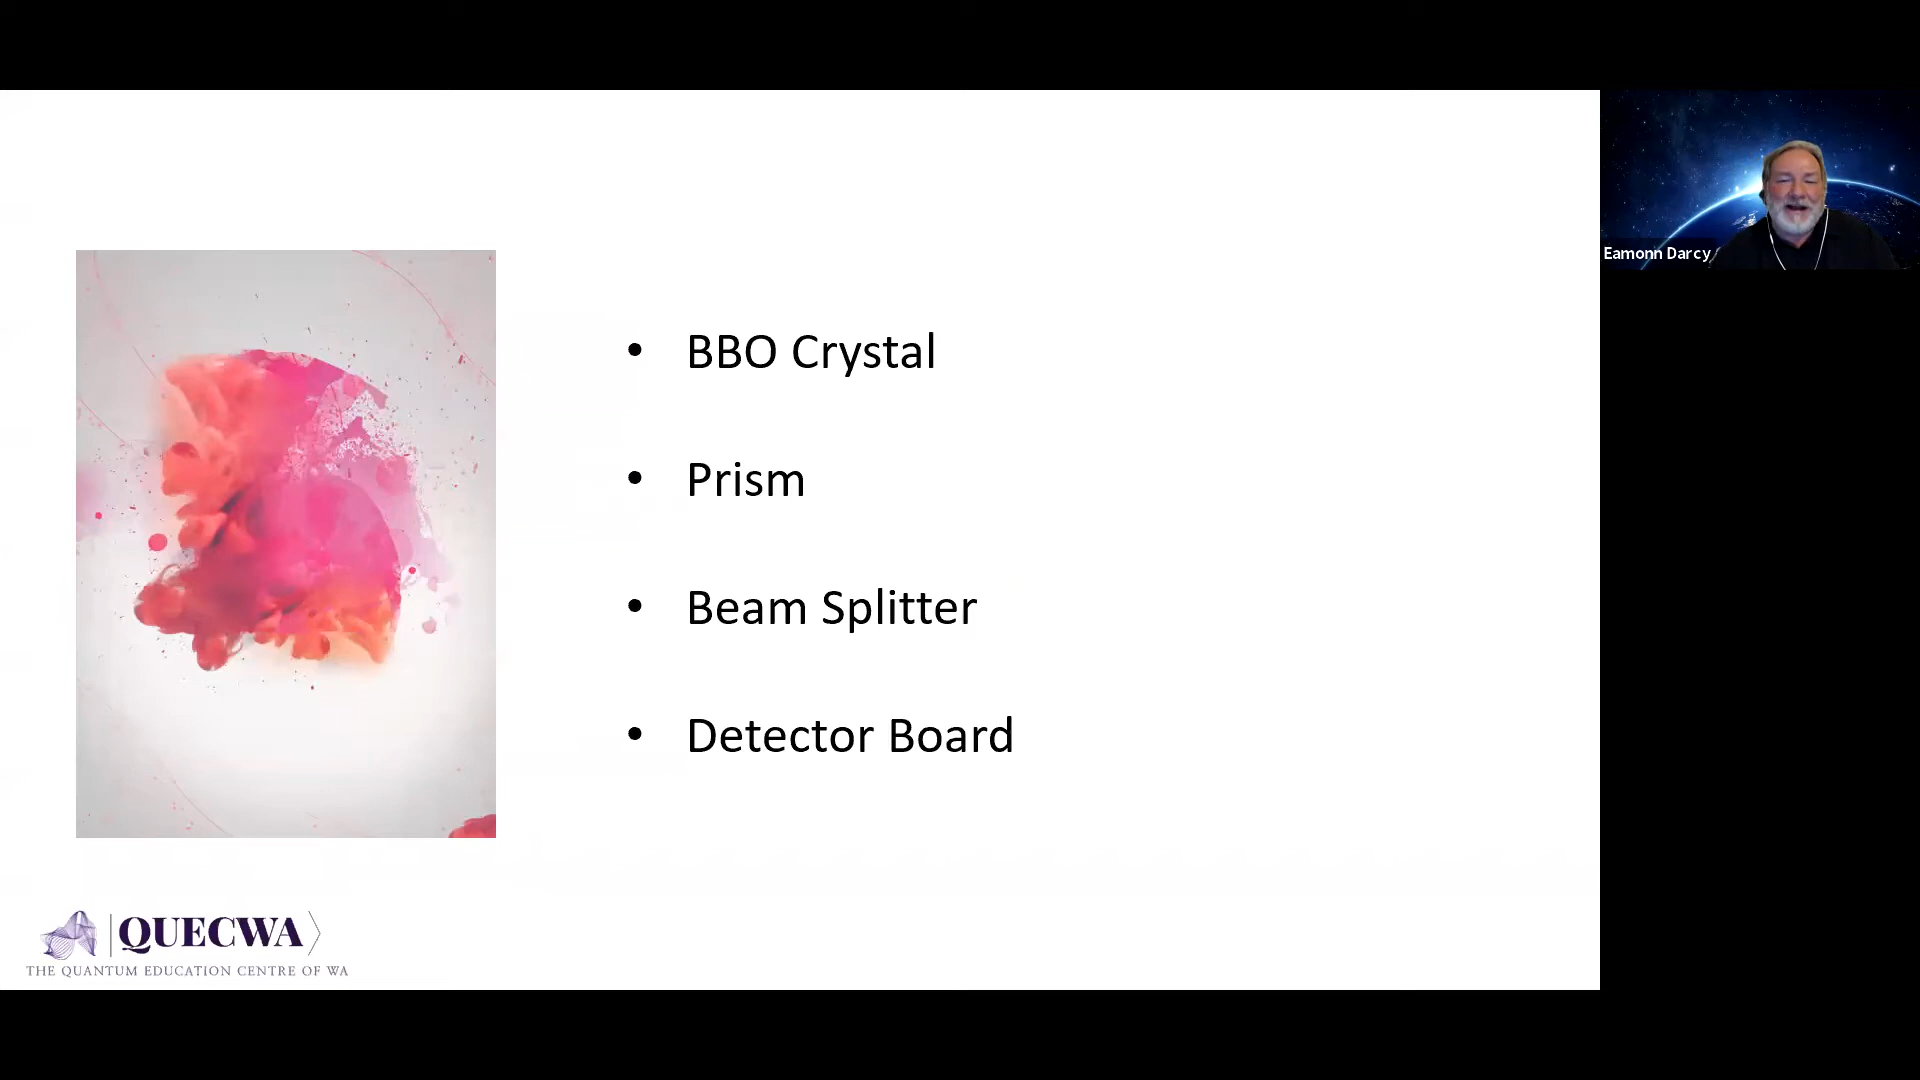 • BBO Crystal
• Prism
• Beam Splitter
• Detector Board
|QUECWA⟩
THE QUANTUM EDUCATION CENTRE OF WA
Eamonn Darcy